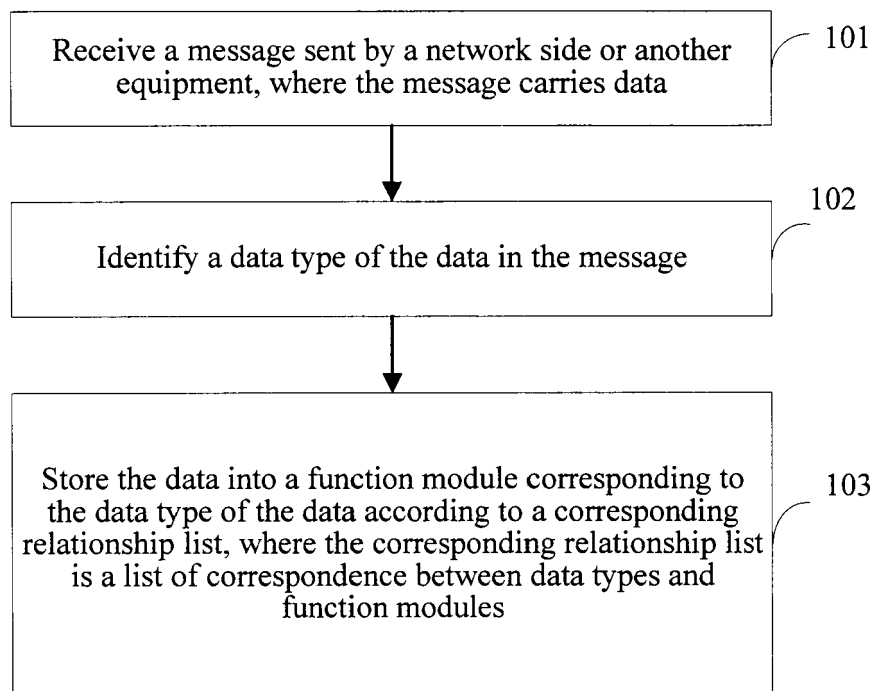 Receive a message sent by a network side or another
equipment, where the message carries data
101
Identify a data type of the data in the message
102
Store the data into a function module corresponding to
the data type of the data according to a corresponding
relationship list, where the corresponding relationship list
is a list of correspondence between data types and
function modules
103